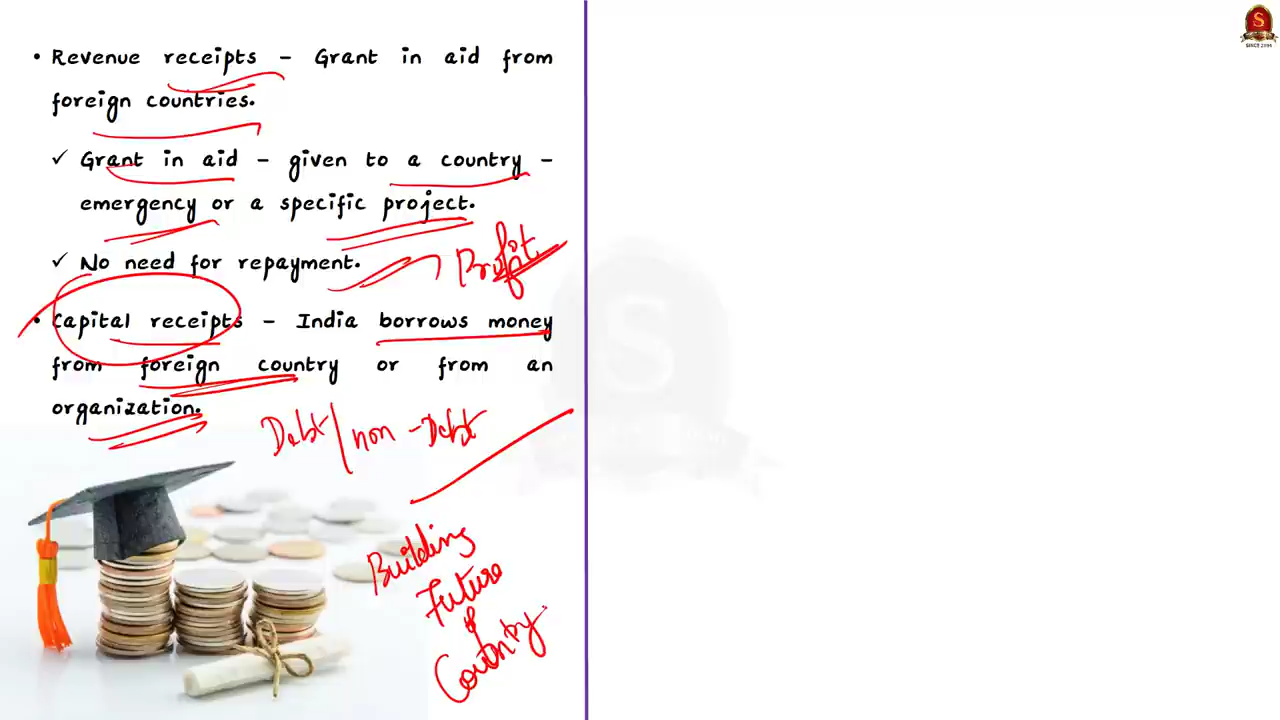 • Revenue receipts – Grant in aid from
foreign countries.
✓ Grant in aid – given to a country –
emergency or a specific project.
✓ No need for repayment.
Profit
• Capital receipts – India borrows money
from foreign country or from an
organization.
Debt/non-Debt
Building
Future
of
Country
S
SINCE 2004